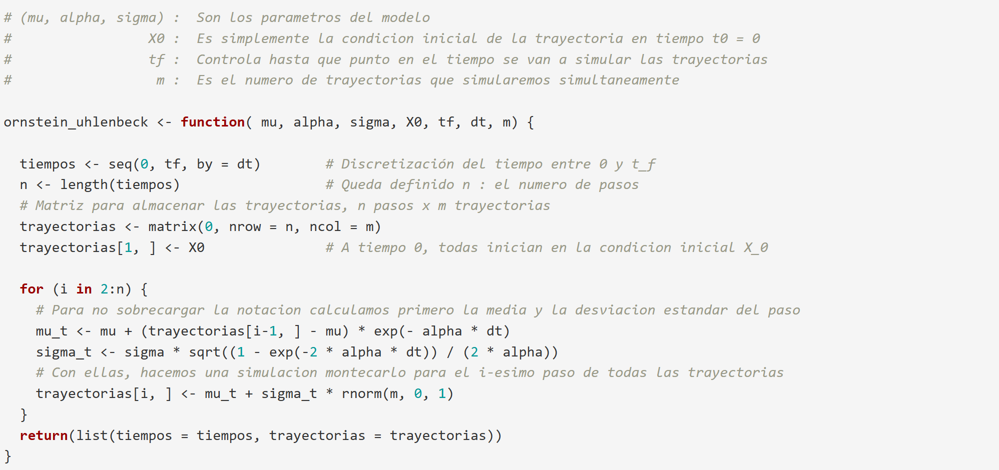 # (mu, alpha, sigma) :  Son los parametros del modelo
#                 X0 :  Es simplemente la condicion inicial de la trayectoria en tiempo t0 = 0
#                 tf :  Controla hasta que punto en el tiempo se van a simular las trayectorias
#                  m :  Es el numero de trayectorias que simularemos simultaneamente
ornstein_uhlenbeck <- function( mu, alpha, sigma, X0, tf, dt, m) {
  tiempos <- seq(0, tf, by = dt)        # Discretización del tiempo entre 0 y t_f
  n <- length(tiempos)                  # Queda definido n : el numero de pasos
  # Matriz para almacenar las trayectorias, n pasos x m trayectorias
  trayectorias <- matrix(0, nrow = n, ncol = m)
  trayectorias[1, ] <- X0               # A tiempo 0, todas inician en la condicion inicial X_0
  for (i in 2:n) {
    # Para no sobrecargar la notacion calculamos primero la media y la desviacion estandar del paso
    mu_t <- mu + (trayectorias[i-1, ] - mu) * exp(- alpha * dt)
    sigma_t <- sigma * sqrt((1 - exp(-2 * alpha * dt)) / (2 * alpha))
    # Con ellas, hacemos una simulacion montecarlo para el i-esimo paso de todas las trayectorias
    trayectorias[i, ] <- mu_t + sigma_t * rnorm(m, 0, 1)
  }
  return(list(tiempos = tiempos, trayectorias = trayectorias))
}